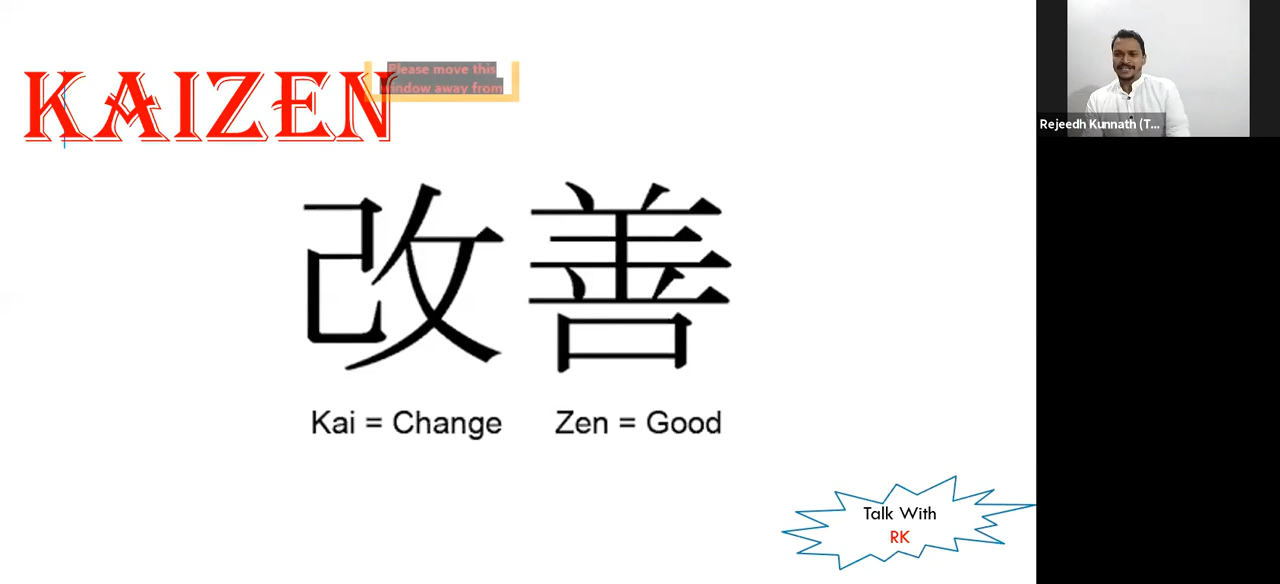 KAIZEN
Please move this
window away from
改善
Kai = Change Zen = Good
Talk With
RK
Rejeedh Kunnath (T...